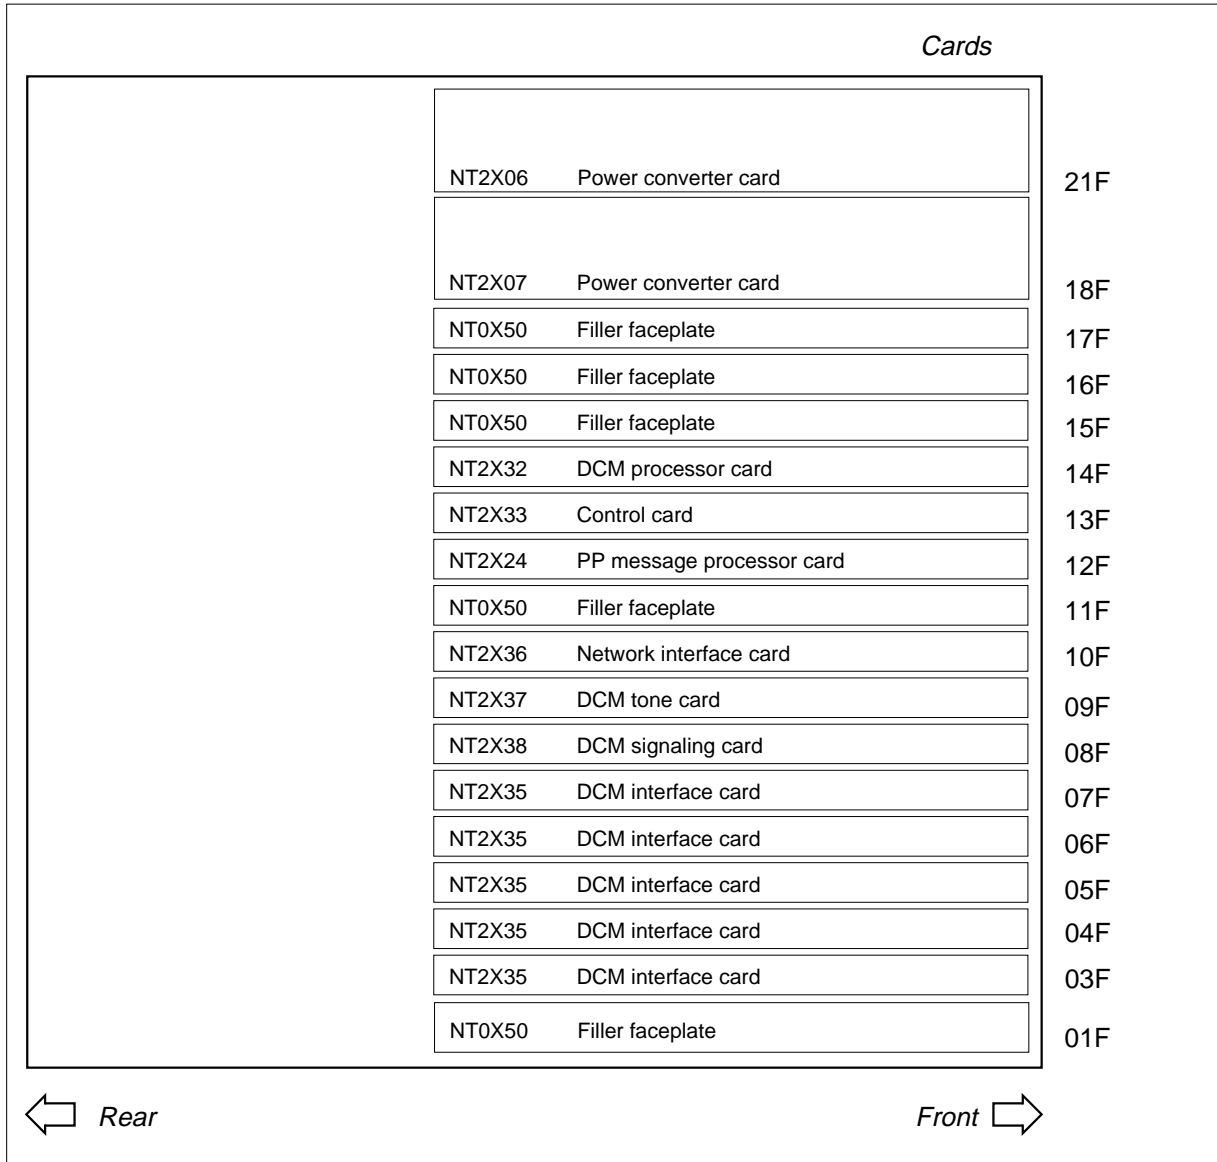 Cards
NT2X06 Power converter card 21F
NT2X07 Power converter card 18F
NT0X50 Filler faceplate 17F
NT0X50 Filler faceplate 16F
NT0X50 Filler faceplate 15F
NT2X32 DCM processor card 14F
NT2X33 Control card 13F
NT2X24 PP message processor card 12F
NT0X50 Filler faceplate 11F
NT2X36 Network interface card 10F
NT2X37 DCM tone card 09F
NT2X38 DCM signaling card 08F
NT2X35 DCM interface card 07F
NT2X35 DCM interface card 06F
NT2X35 DCM interface card 05F
NT2X35 DCM interface card 04F
NT2X35 DCM interface card 03F
NT0X50 Filler faceplate 01F
Rear Front